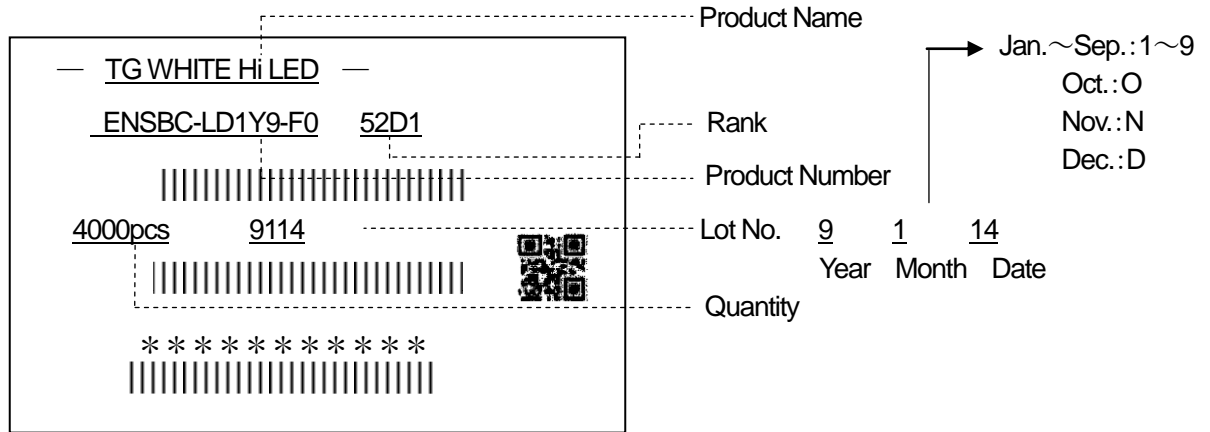 Product Name
Jan.～Sep.:1～9
Oct.:O
Nov.:N
Dec.:D
— TG WHITE Hi LED —
ENSBC-LD1Y9-F0 52D1
Rank
Product Number
4000pcs 9114
Lot No. 9 1 14
Year Month Date
Quantity
***********